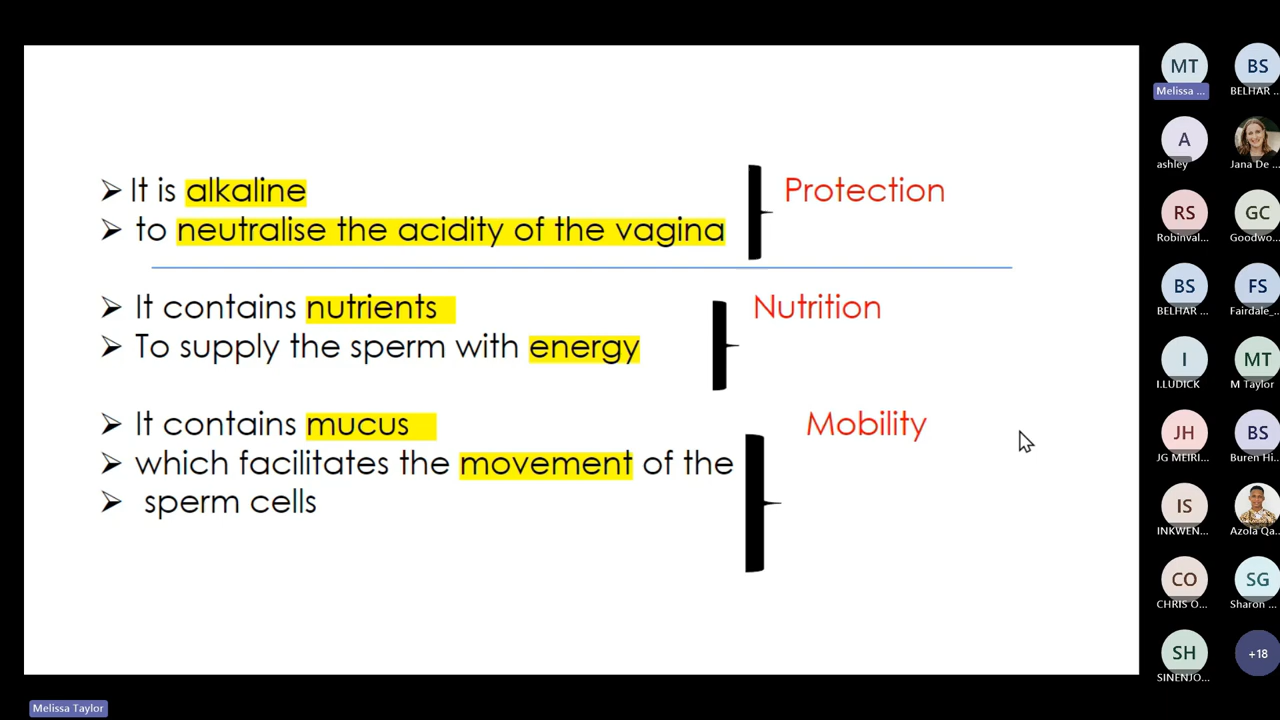 ➢ It is alkaline
➢ to neutralise the acidity of the vagina
Protection
➢ It contains nutrients
➢ To supply the sperm with energy
Nutrition
➢ It contains mucus
➢ which facilitates the movement of the
➢ sperm cells
Mobility
MT
Melissa ...
BS
BELHAR ...
A
ashley
Jana De ...
RS
Robinval...
GC
Goodwo...
BS
BELHAR ...
FS
Fairdale_...
I
I.LUDICK
MT
M Taylor
JH
JG MEIRI...
BS
Buren Hi...
IS
INKWEN...
Azola Qa...
CO
CHRIS O...
SG
Sharon ...
SH
SINENJO...
+18
Melissa Taylor